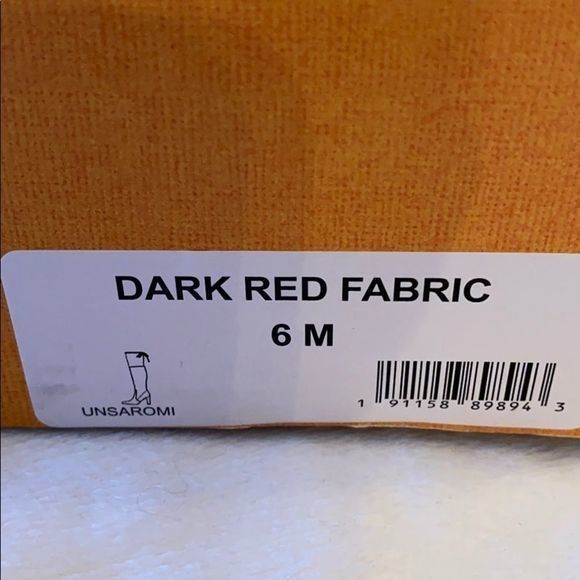 DARK RED FABRIC
6 M
UNSAROMI
1 91158 89894 3